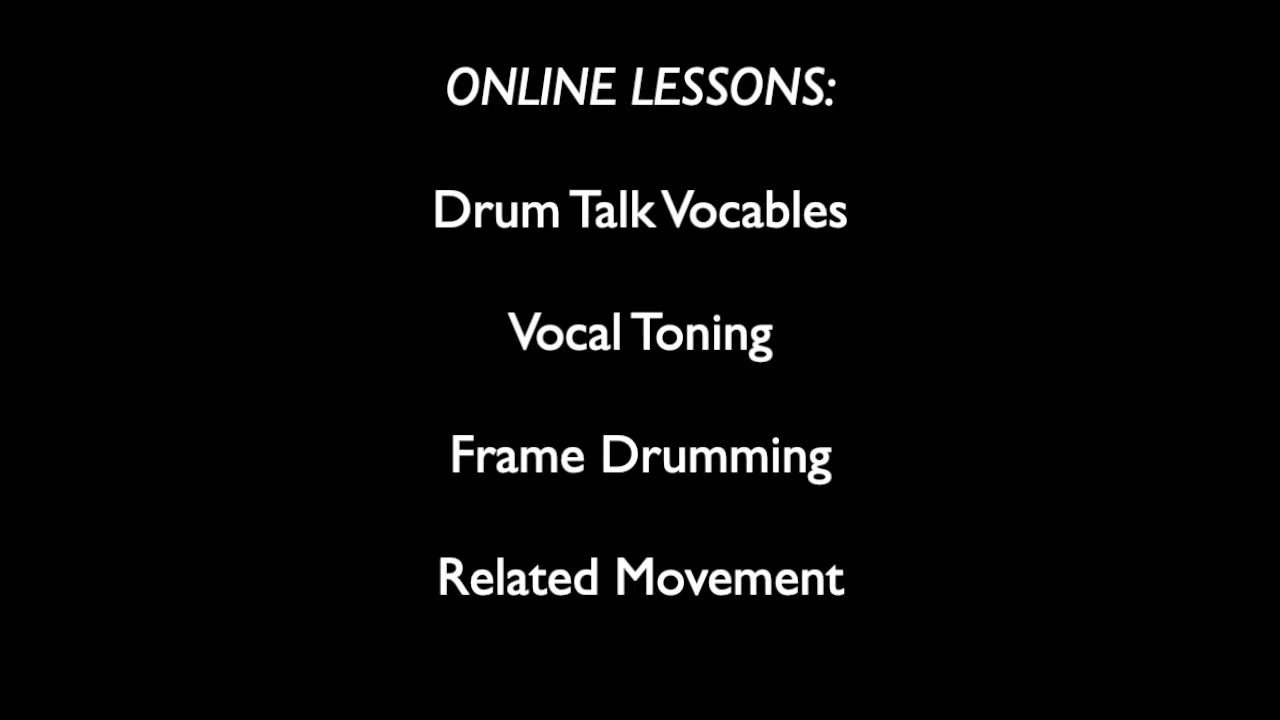 ONLINE LESSONS:
Drum Talk Vocables
Vocal Toning
Frame Drumming
Related Movement